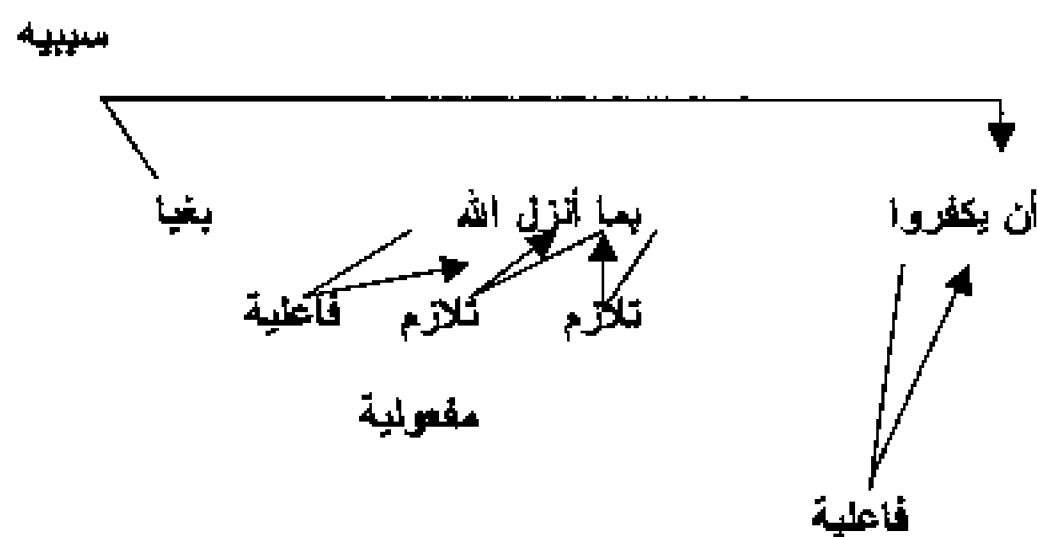 سببيه
أن يكفروا بما أنزل الله بغيا
تلازم تلازم فاعلية
مفعولية
فاعلية